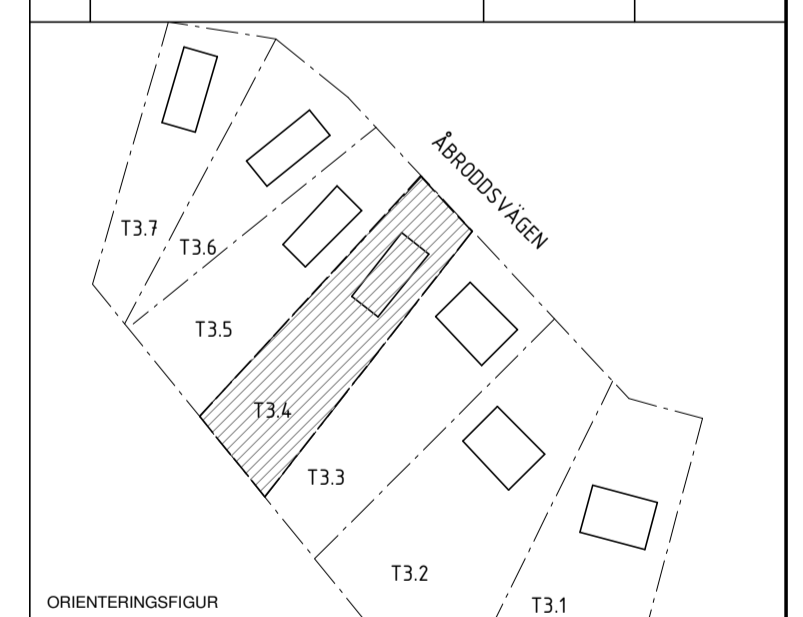 ÅBRODDSVÄGEN
T3.7
T3.6
T3.5
T3.4
T3.3
T3.2
T3.1
ORIENTERINGSFIGUR